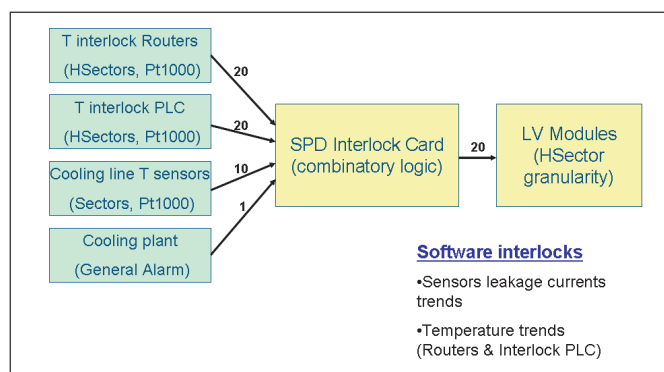 T interlock Routers
(HSectors, Pt1000)
20
T interlock PLC
(HSectors, Pt1000)
20
Cooling line T sensors
(Sectors, Pt1000)
10
Cooling plant
(General Alarm)
1
SPD Interlock Card
(combinatory logic)
20
LV Modules
(HSector
granularity)
Software interlocks
•Sensors leakage currents
trends
•Temperature trends
(Routers & Interlock PLC)